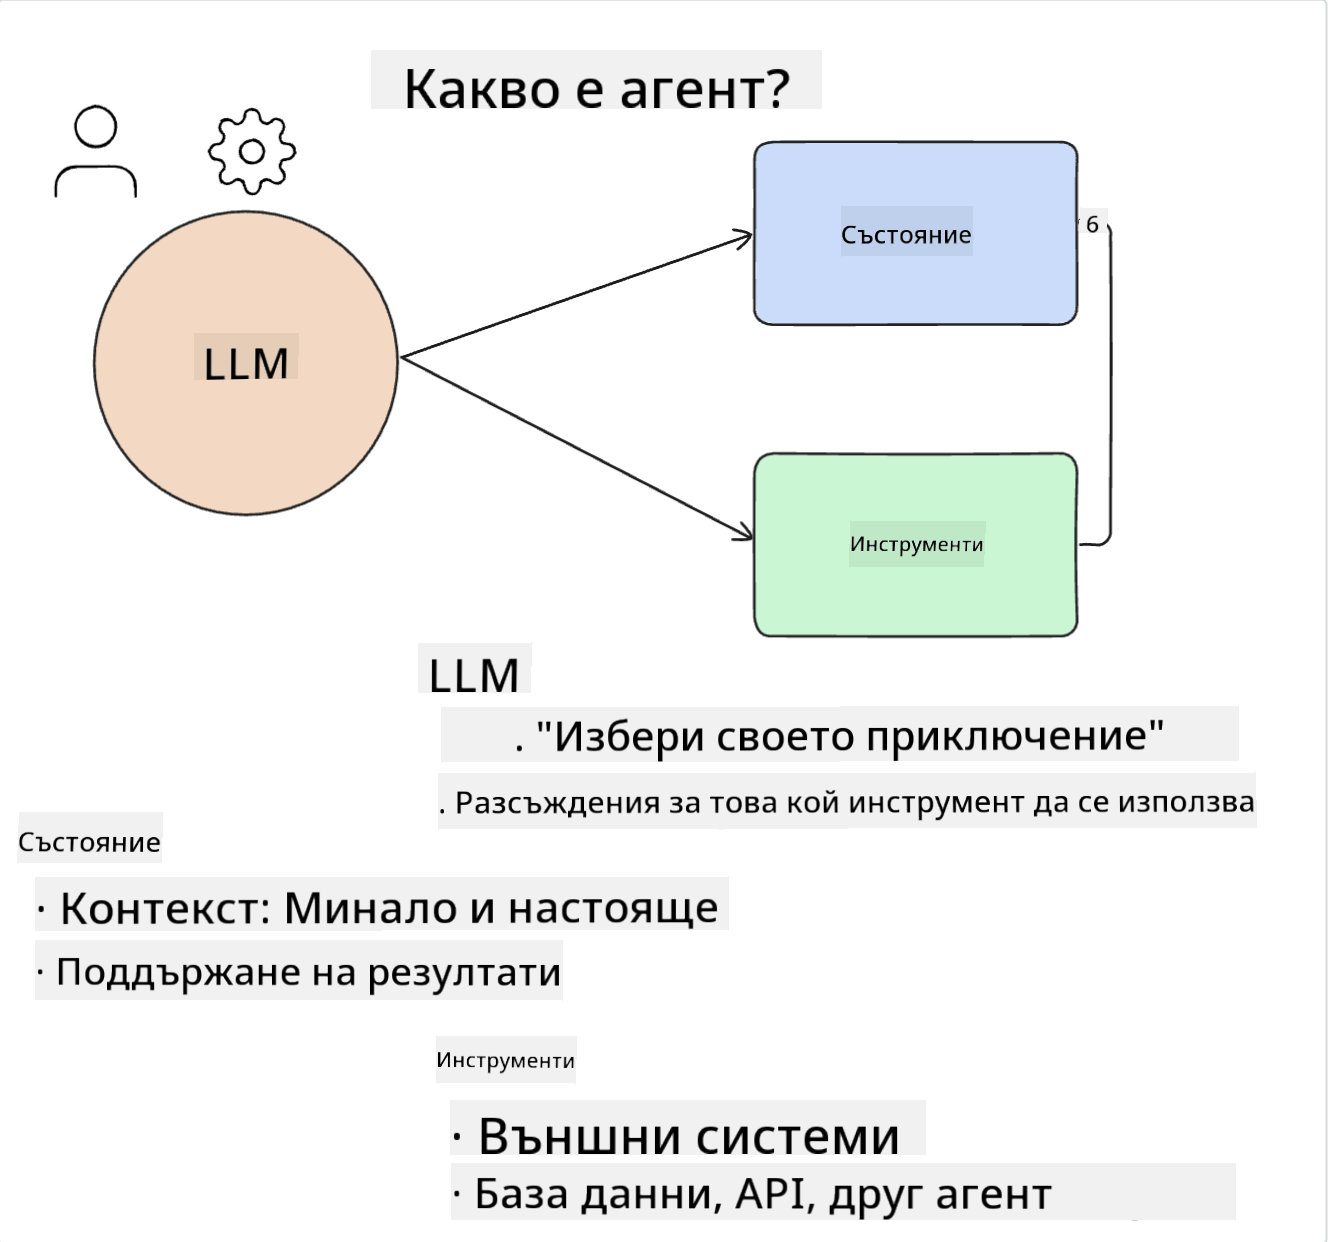 Какво е агент?
Състояние
6
LLM
Инструменти
LLM
. "Избери своето приключение"
. Разсъждения за това кой инструмент да се използва
Състояние
· Контекст: Минало и настояще
· Поддържане на резултати
Инструменти
· Външни системи
· База данни, API, друг агент